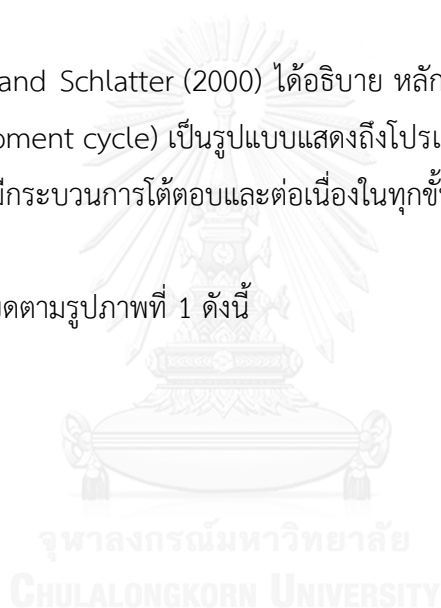 and Schlatter (2000) ได้อธิบาย หลัก
oment cycle) เป็นรูปแบบแสดงถึงโปรแ
มีกระบวนการโต้ตอบและต่อเนื่องในทุกขั้
ยดตามรูปภาพที่ 1 ดังนี้
จุฬาลงกรณ์มหาวิทยาลัย
CHULALONGKORN UNIVERSITY